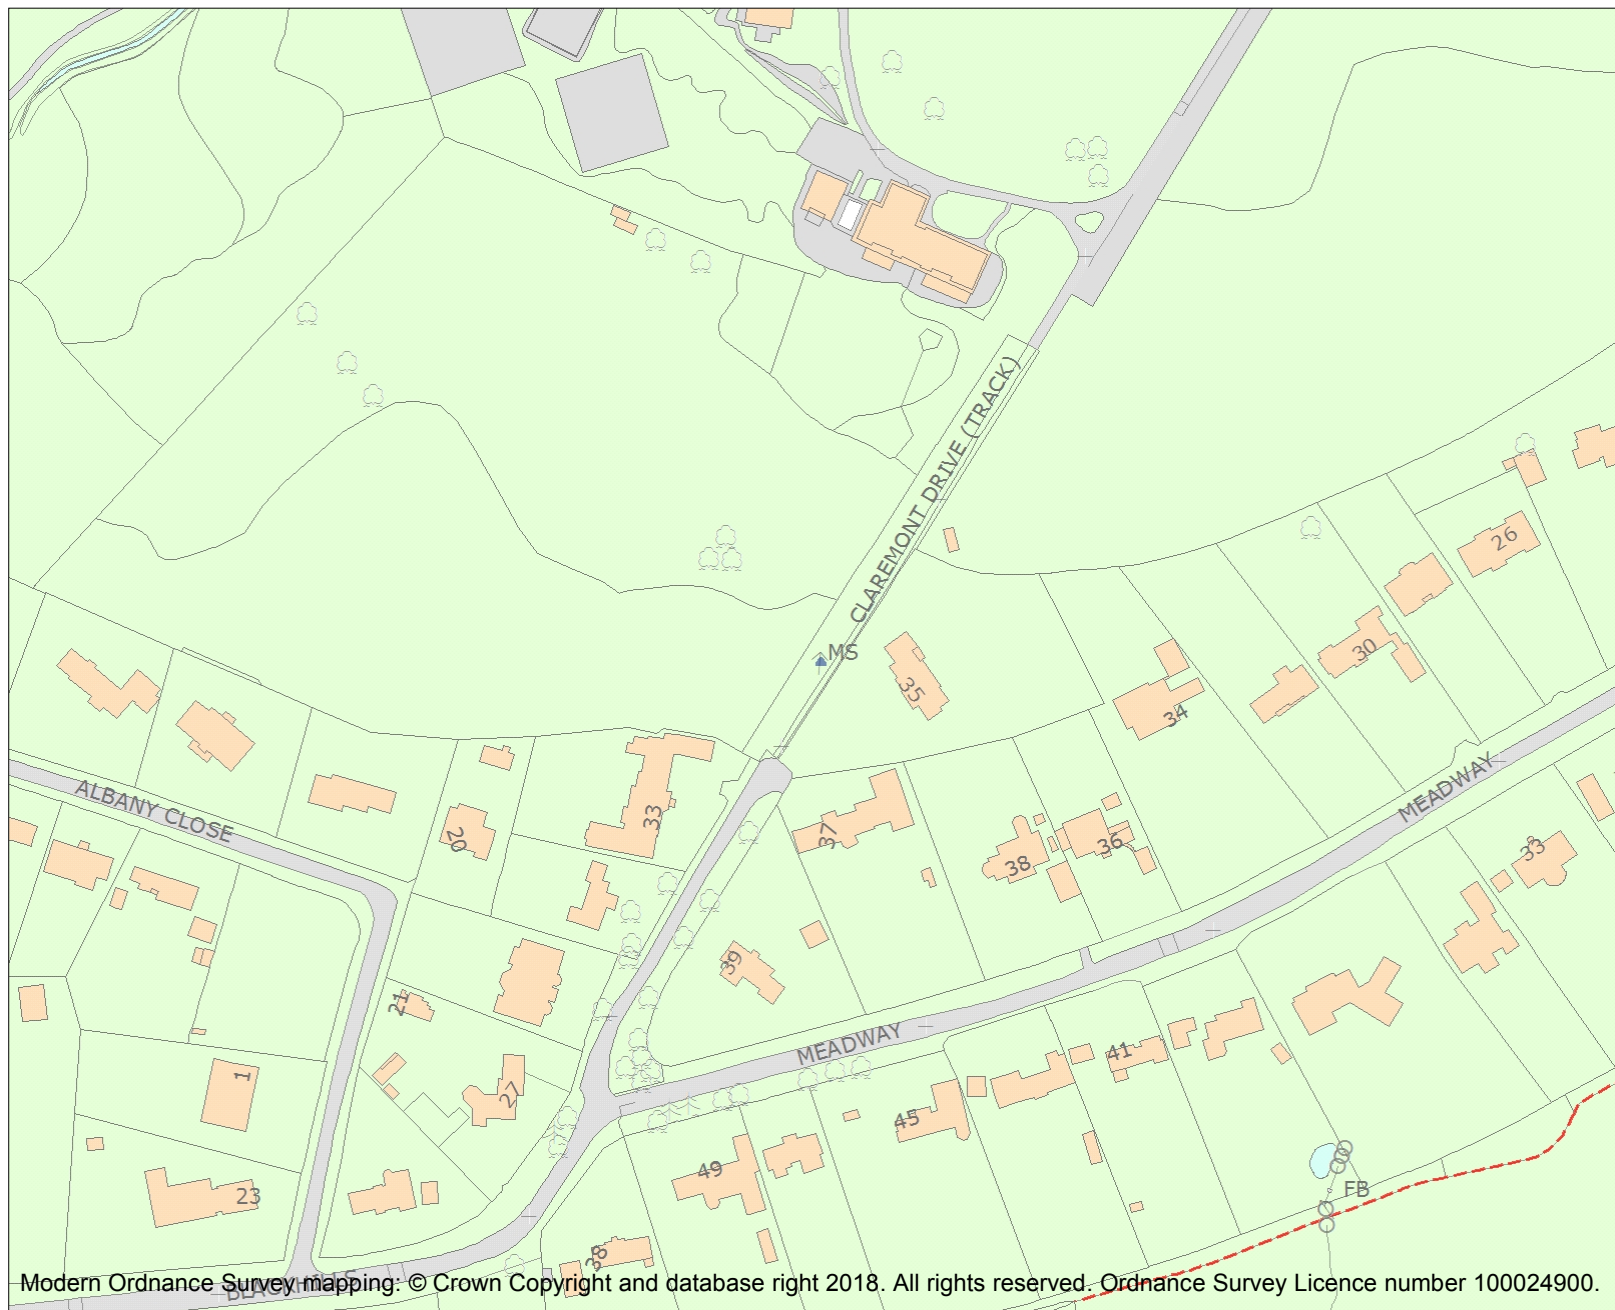 CLAREMONT DRIVE (TRACK)
MS
26
30
35
34
MEADWAY
ALBANY CLOSE
33
20
37
36
38
33
39
21
MEADWAY
41
1
27
45
49
23
FB
38
BLACKHILLS
Modern Ordnance Survey mapping: © Crown Copyright and database right 2018. All rights reserved. Ordnance Survey Licence number 100024900.